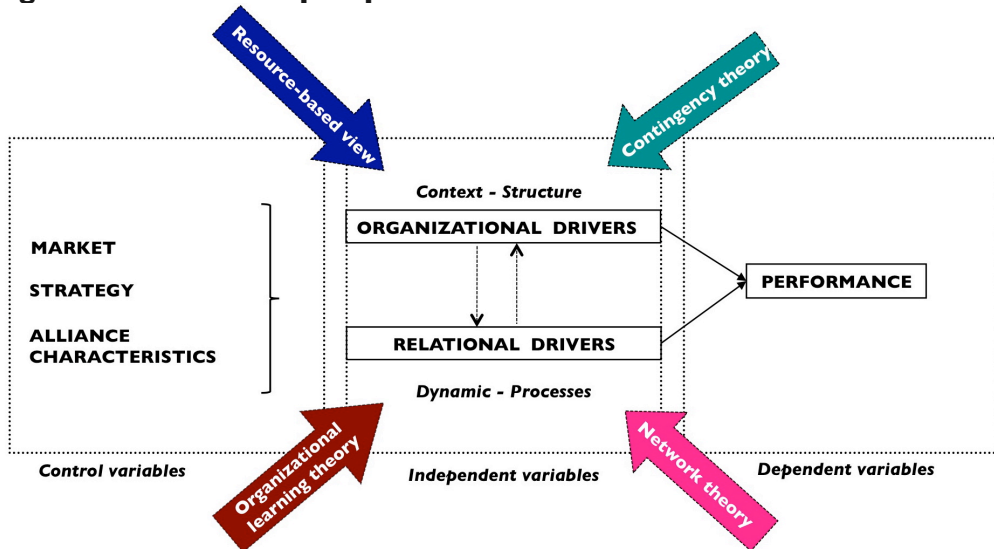 Resource-based view
Contingency theory
Context - Structure
ORGANIZATIONAL DRIVERS
MARKET
STRATEGY
PERFORMANCE
ALLIANCE
CHARACTERISTICS
RELATIONAL DRIVERS
Dynamic - Processes
Organizational
learning theory
Network theory
Control variables
Independent variables
Dependent variables